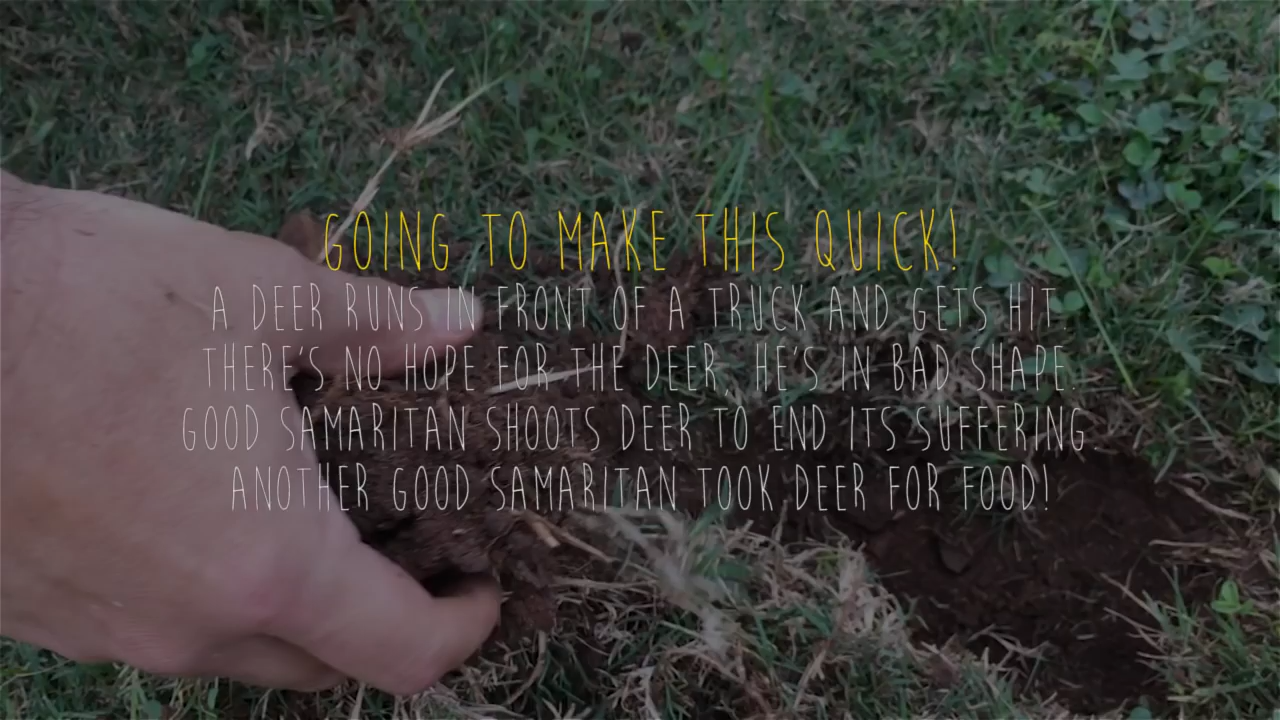 GOING TO MAKE THIS QUICK!
A DEER RUNS IN FRONT OF A TRUCK AND GETS HIT.
THERE'S NO HOPE FOR THE DEER, HE'S IN BAD SHAPE.
GOOD SAMARITAN SHOOTS DEER TO END ITS SUFFERING.
ANOTHER GOOD SAMARITAN TOOK DEER FOR FOOD!